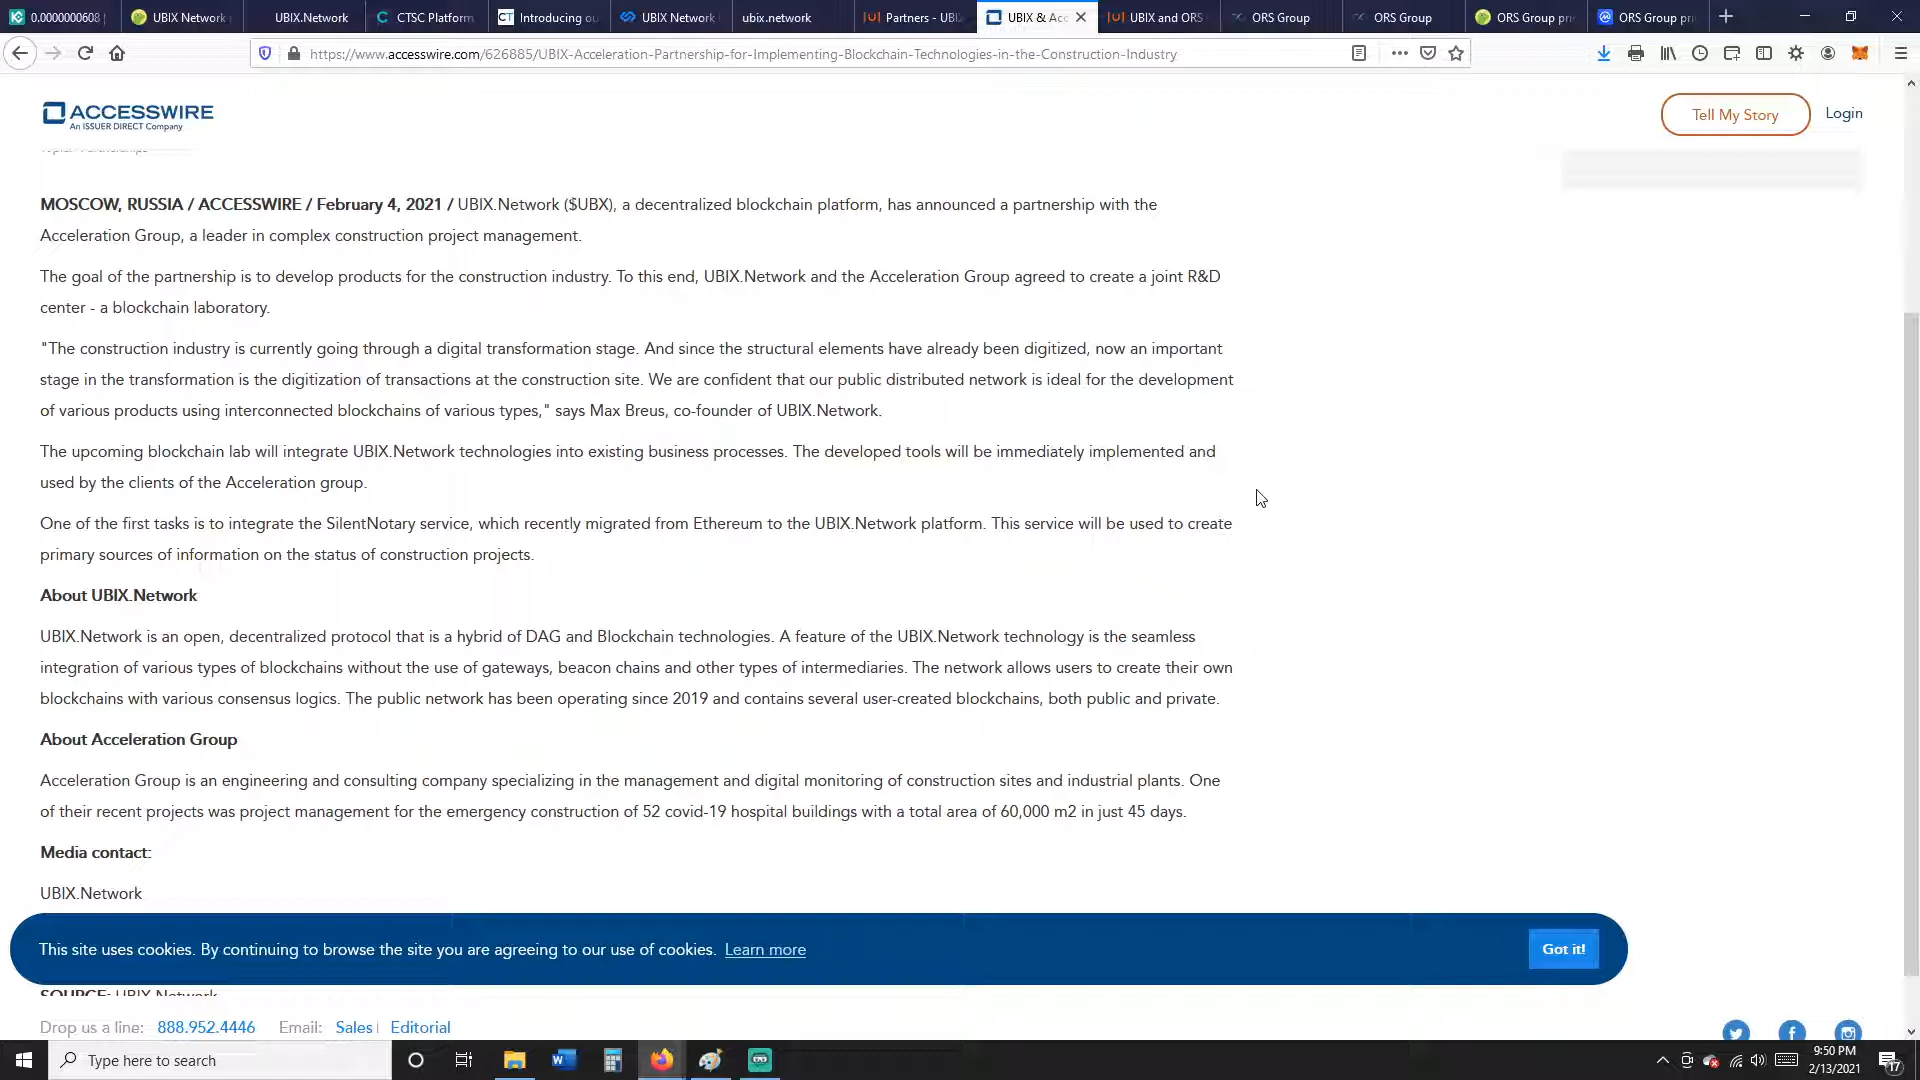 0.0000000608
UBIX Network
UBIX.Network
CTSC Platform
CT
Introducing ou
UBIX Network
ubix.network
Partners - UBI
UBIX & Ac
UBIX and ORS
ORS Group
ORS Group
ORS Group pri
ORS Group pri
https://www.accesswire.com/626885/UBIX-Acceleration-Partnership-for-Implementing-Blockchain-Technologies-in-the-Construction-Industry
ACCESSWIRE
An ISSUER DIRECT Company
Tell My Story
Login
MOSCOW, RUSSIA / ACCESSWIRE / February 4, 2021 / UBIX.Network ($UBX), a decentralized blockchain platform, has announced a partnership with the
Acceleration Group, a leader in complex construction project management.
The goal of the partnership is to develop products for the construction industry. To this end, UBIX.Network and the Acceleration Group agreed to create a joint R&D
center - a blockchain laboratory.
"The construction industry is currently going through a digital transformation stage. And since the structural elements have already been digitized, now an important
stage in the transformation is the digitization of transactions at the construction site. We are confident that our public distributed network is ideal for the development
of various products using interconnected blockchains of various types," says Max Breus, co-founder of UBIX.Network.
The upcoming blockchain lab will integrate UBIX.Network technologies into existing business processes. The developed tools will be immediately implemented and
used by the clients of the Acceleration group.
One of the first tasks is to integrate the SilentNotary service, which recently migrated from Ethereum to the UBIX.Network platform. This service will be used to create
primary sources of information on the status of construction projects.
About UBIX.Network
UBIX.Network is an open, decentralized protocol that is a hybrid of DAG and Blockchain technologies. A feature of the UBIX.Network technology is the seamless
integration of various types of blockchains without the use of gateways, beacon chains and other types of intermediaries. The network allows users to create their own
blockchains with various consensus logics. The public network has been operating since 2019 and contains several user-created blockchains, both public and private.
About Acceleration Group
Acceleration Group is an engineering and consulting company specializing in the management and digital monitoring of construction sites and industrial plants. One
of their recent projects was project management for the emergency construction of 52 covid-19 hospital buildings with a total area of 60,000 m2 in just 45 days.
Media contact:
UBIX.Network
This site uses cookies. By continuing to browse the site you are agreeing to our use of cookies. Learn more
Got it!
SOURCE: UBIX.Network
Drop us a line: 888.952.4446 Email: Sales | Editorial
Type here to search
9:50 PM
2/13/2021
17